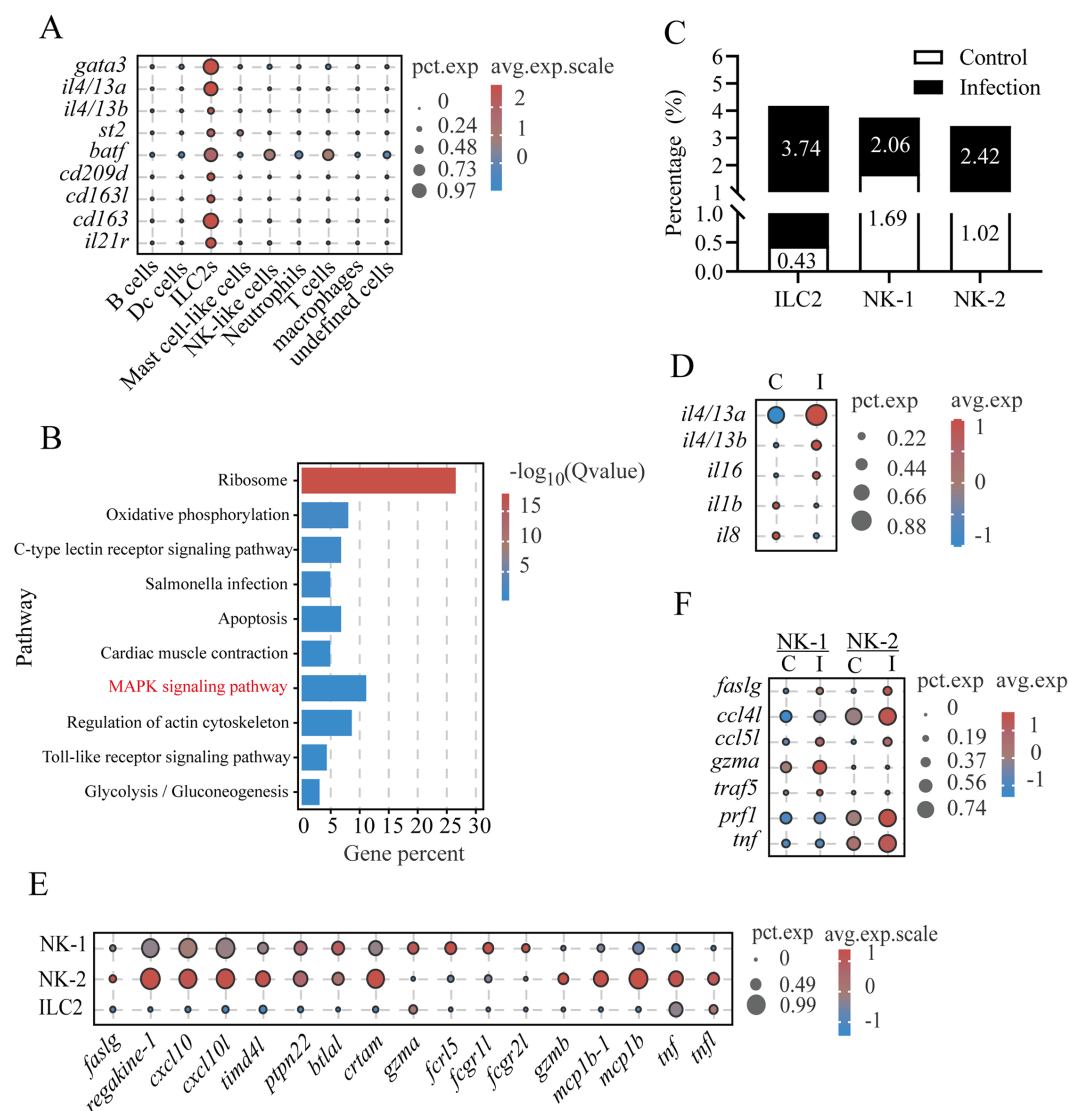 A
gata3
il4/13a
il4/13b
st2
batf
cd209d
cd163l
cd163
il21r
B cells
Dc cells
ILC2s
Mast cell-like cells
NK-like cells
Neutrophils
T cells
macrophages
undefined cells
pct.exp
0
0.24
0.48
0.73
0.97
avg.exp.scale
2
1
0
C
Control
Infection
Percentage (%)
6
5
4
3
2
1
1.0
0.5
0.0
3.74
2.06
2.42
0.43
1.69
1.02
ILC2
NK-1
NK-2
B
Pathway
Ribosome
Oxidative phosphorylation
C-type lectin receptor signaling pathway
Salmonella infection
Apoptosis
Cardiac muscle contraction
MAPK signaling pathway
Regulation of actin cytoskeleton
Toll-like receptor signaling pathway
Glycolysis / Gluconeogenesis
0 5 10 15 20 25 30
Gene percent
-log10(Qvalue)
15
10
5
D
C I
il4/13a
il4/13b
il16
il1b
il8
pct.exp
0.22
0.44
0.66
0.88
avg.exp
1
0
-1
F
NK-1 NK-2
C I C I
faslg
ccl4l
ccl5l
gzma
traf5
prf1
tnf
pct.exp
0
0.19
0.37
0.56
0.74
avg.exp
1
0
-1
E
NK-1
NK-2
ILC2
faslg
regakine-1
cxcl10
cxcl10l
timd4l
ptpn22
btlal
crtam
gzma
fcrl5
fcgr1l
fcgr2l
gzmb
mcp1b-1
mcp1b
tnf
tnfl
pct.exp
0
0.49
0.99
avg.exp.scale
1
0
-1